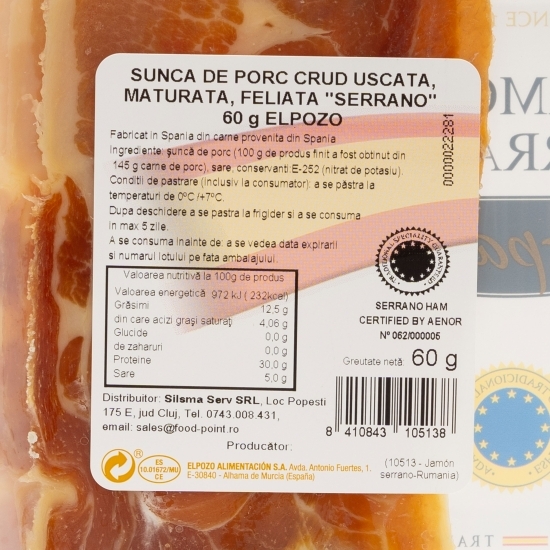 SUNCA DE PORC CRUD USCATA,
MATURATA, FELIATA "SERRANO"
60 g ELPOZO
Fabricat in Spania din carne provenita din Spania
Ingrediente: șuncă de porc (100 g de produs finit a fost obtinut din
145 g carne de porc), sare, conservant E-252 (nitrat de potasiu).
Conditii de pastrare (inclusiv la consumator): a se păstra la
temperaturi de 0ºC /+7ºC.
Dupa deschidere a se pastra la frigider si a se consuma
in max 5 zile.
A se consuma inainte de: a se vedea data expirarii
si numarul lotului pe fata ambalajului.
0000022281
Valoarea nutritivă la 100g de produs
Valoarea energetică 972 kJ ( 232kcal)
Grăsimi 12,5 g
din care acizi grași saturați 4,06 g
Glucide 0,0 g
de zaharuri 0,0 g
Proteine 30,0 g
Sare 5,0 g
TRADITIONAL SPECIALITY GUARANTEED
SERRANO HAM
CERTIFIED BY AENOR
Nº 062/000005
Greutate netă: 60 g
Distribuitor: Silsma Serv SRL, Loc Popesti
175 E, jud Cluj, Tel. 0743.008.431,
email: sales@food-point.ro
8 410843 105138
Producător:
ES
10.01672/MU
CE
ELPOZO ALIMENTACIÓN S.A. Avda. Antonio Fuertes, 1.
E-30840 - Alhama de Murcia (España)
(10513 - Jamón
serrano-Rumania)